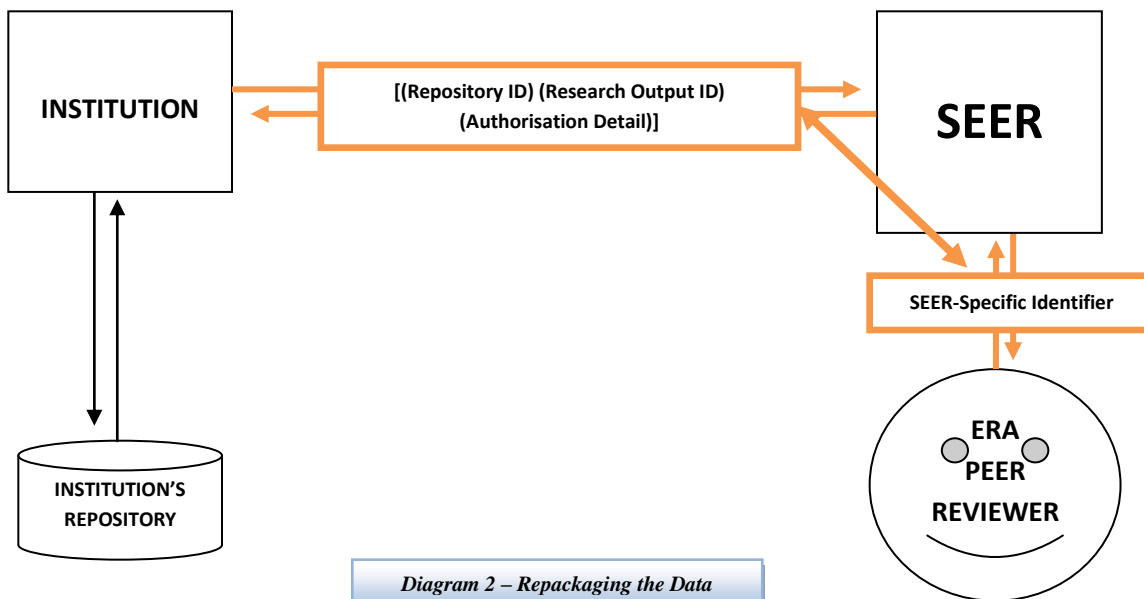 INSTITUTION
[(Repository ID) (Research Output ID)
(Authorisation Detail)]
SEER
SEER-Specific Identifier
ERA
PEER
REVIEWER
INSTITUTION’S
REPOSITORY
Diagram 2 – Repackaging the Data